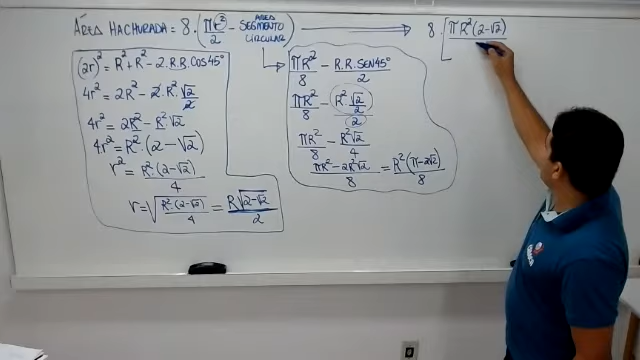 ÁREA HACHURADA = 8 · (πr²/2 − ÁREA SEGMENTO CIRCULAR) ⟶ 8 · [πR²(2−√2)
(2r)² = R² + R² − 2.R.R.COS45°
4r² = 2R² − 2.R².√2/2
4r² = 2R² − R²√2
4r² = R².(2 − √2)
r² = R².(2−√2)/4
r = √(R².(2−√2)/4) = R√(2−√2)/2
πR²/8 − R.R.SEN45°/2
πR²/8 − (R².√2/2)/2
πR²/8 − R²√2/4
(πR² − 2R²√2)/8 = R²(π−2√2)/8